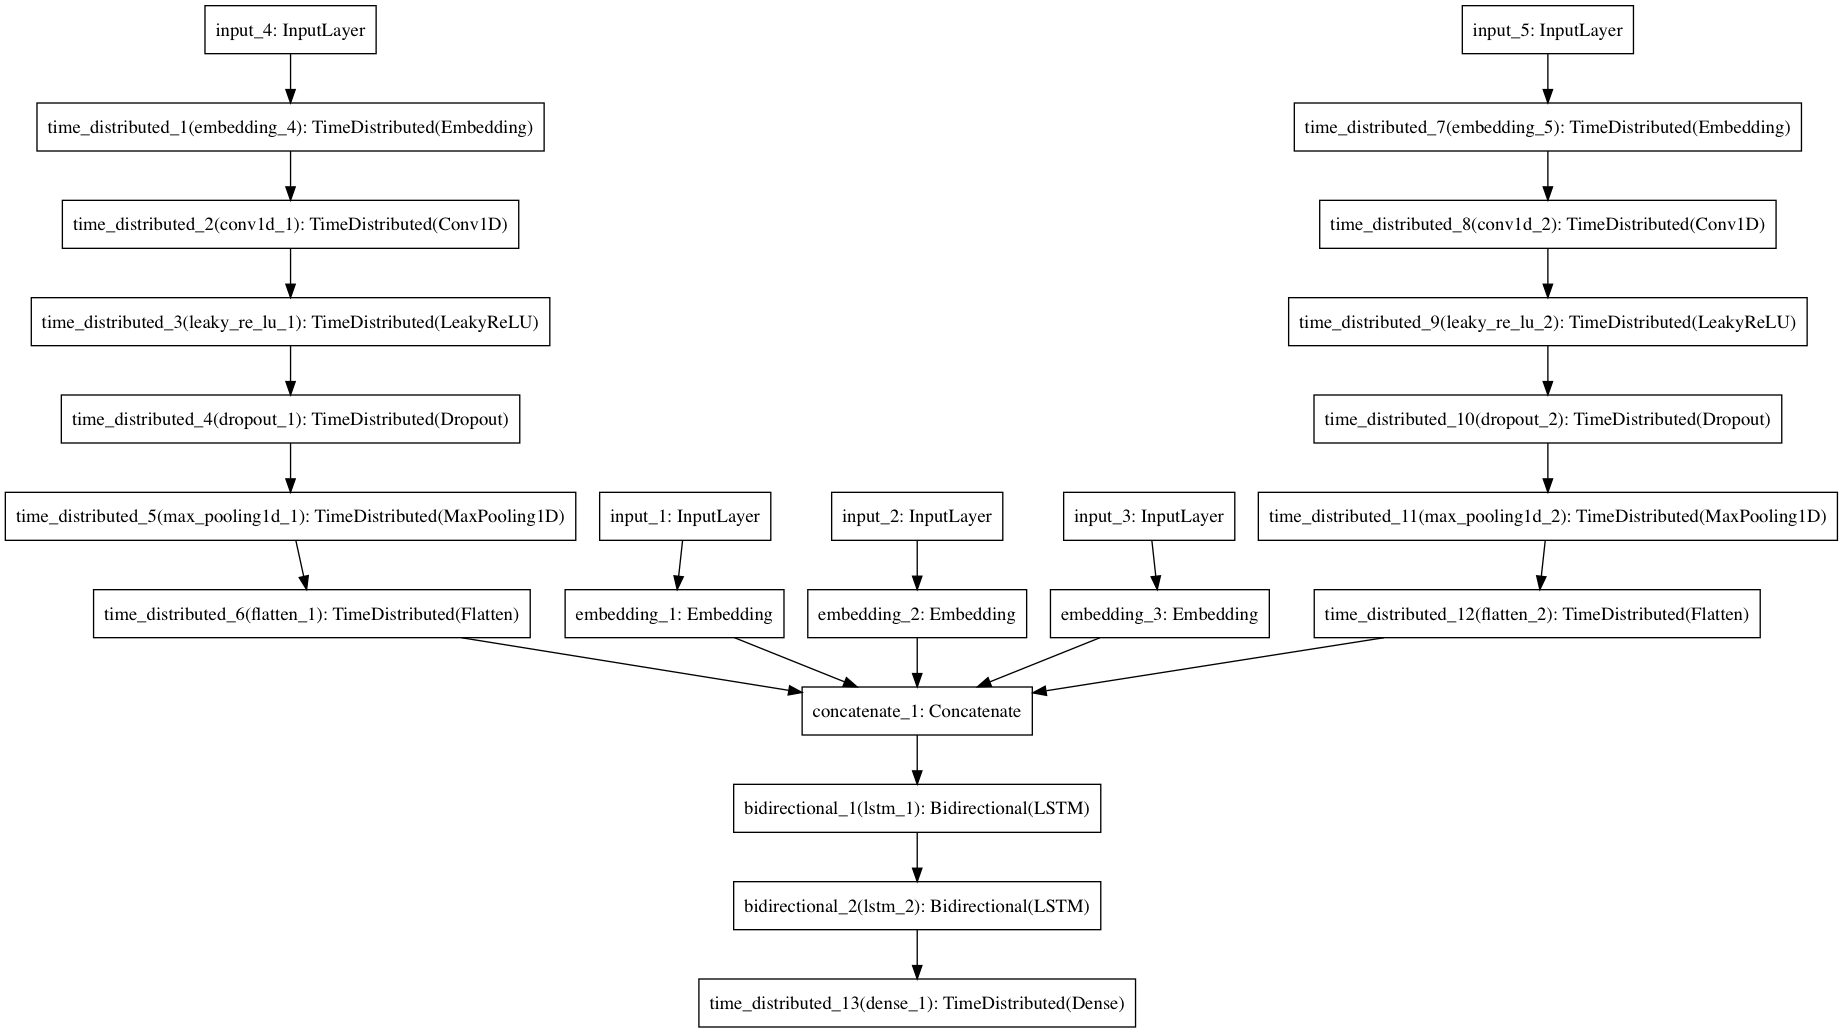 input_4: InputLayer
input_5: InputLayer
time_distributed_1(embedding_4): TimeDistributed(Embedding)
time_distributed_7(embedding_5): TimeDistributed(Embedding)
time_distributed_2(conv1d_1): TimeDistributed(Conv1D)
time_distributed_8(conv1d_2): TimeDistributed(Conv1D)
time_distributed_3(leaky_re_lu_1): TimeDistributed(LeakyReLU)
time_distributed_9(leaky_re_lu_2): TimeDistributed(LeakyReLU)
time_distributed_4(dropout_1): TimeDistributed(Dropout)
time_distributed_10(dropout_2): TimeDistributed(Dropout)
time_distributed_5(max_pooling1d_1): TimeDistributed(MaxPooling1D)
input_1: InputLayer
input_2: InputLayer
input_3: InputLayer
time_distributed_11(max_pooling1d_2): TimeDistributed(MaxPooling1D)
time_distributed_6(flatten_1): TimeDistributed(Flatten)
embedding_1: Embedding
embedding_2: Embedding
embedding_3: Embedding
time_distributed_12(flatten_2): TimeDistributed(Flatten)
concatenate_1: Concatenate
bidirectional_1(lstm_1): Bidirectional(LSTM)
bidirectional_2(lstm_2): Bidirectional(LSTM)
time_distributed_13(dense_1): TimeDistributed(Dense)